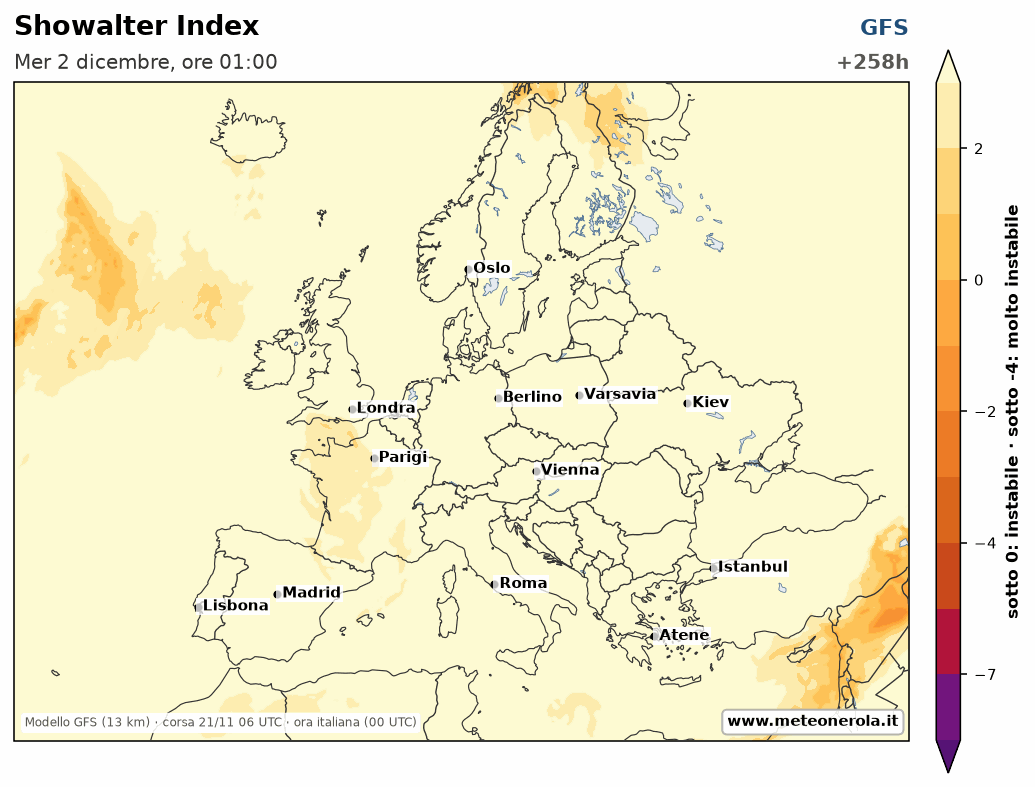 Showalter Index
GFS
Mer 2 dicembre, ore 01:00
+258h
Oslo
Londra
Berlino
Varsavia
Kiev
Parigi
Vienna
Istanbul
Roma
Madrid
Lisbona
Atene
Modello GFS (13 km) · corsa 21/11 06 UTC · ora italiana (00 UTC)
www.meteonerola.it
2
0
−2
−4
−7
sotto 0: instabile · sotto -4: molto instabile